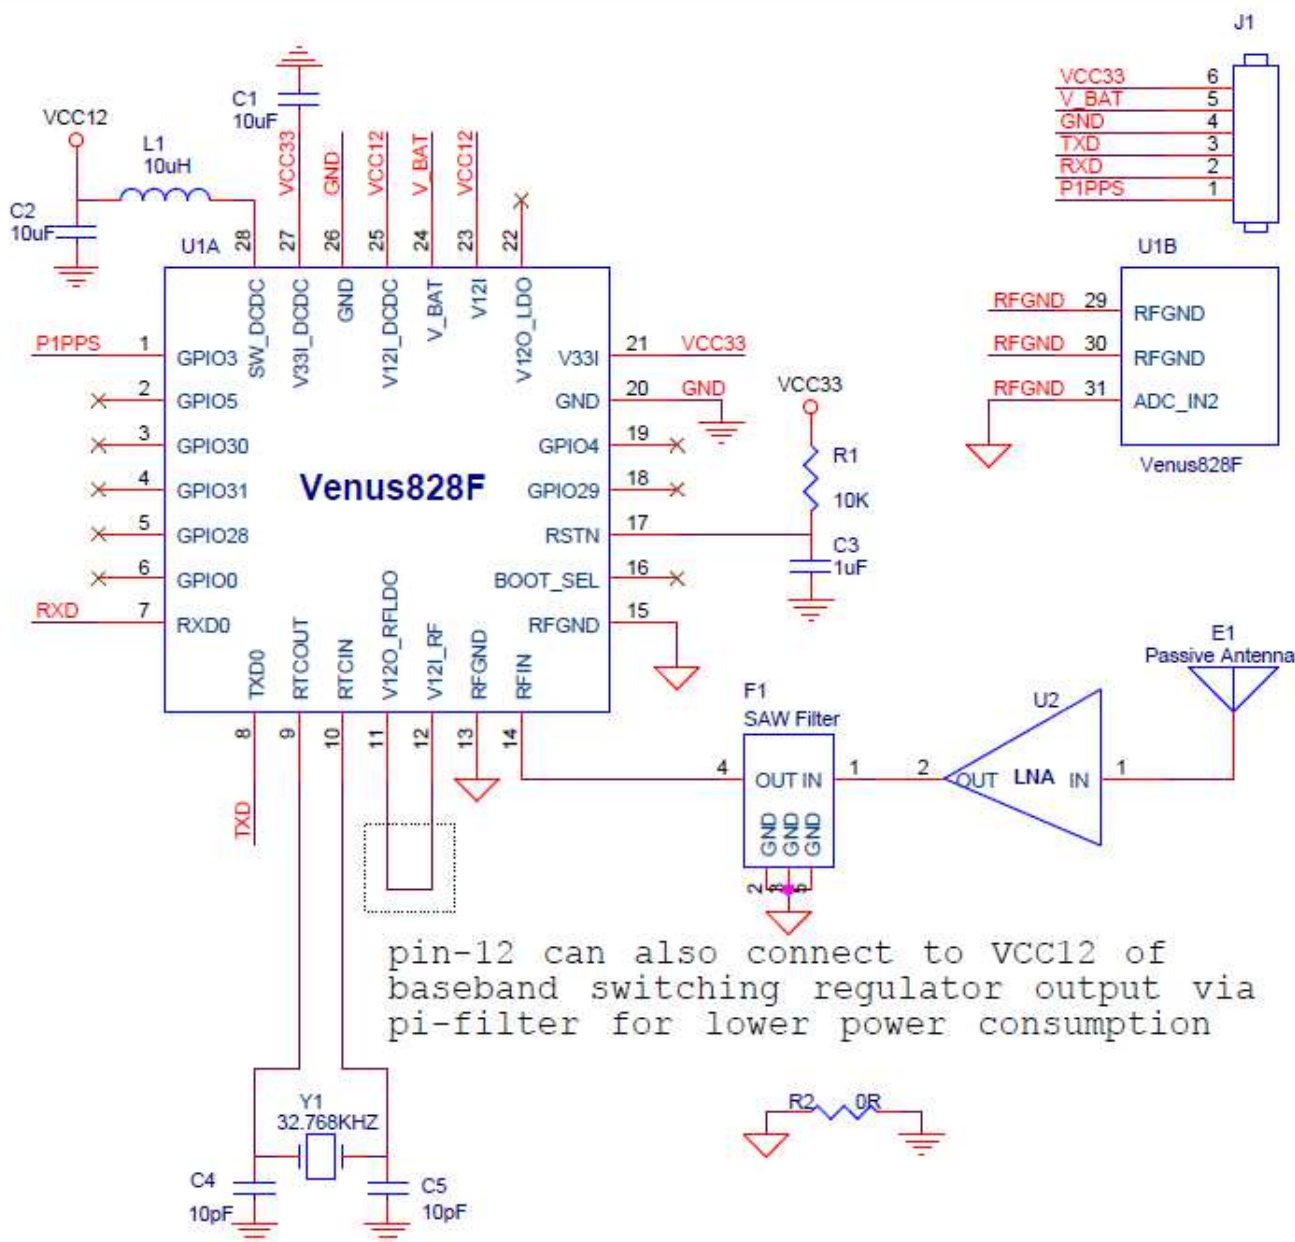 J1
VCC33 6
V_BAT 5
GND 4
TXD 3
RXD 2
P1PPS 1
C1
10uF
VCC12
L1
10uH
C2
10uF
VCC33
GND
VCC12
V_BAT
VCC12
U1A
28
27
26
25
24
23
22
SW_DCDC
V33I_DCDC
GND
V12I_DCDC
V_BAT
V12I
V12O_LDO
U1B
RFGND 29 RFGND
RFGND 30 RFGND
RFGND 31 ADC_IN2
Venus828F
P1PPS 1 GPIO3
2 GPIO5
3 GPIO30
4 GPIO31
5 GPIO28
6 GPIO0
RXD 7 RXD0
Venus828F
V33I 21 VCC33
GND 20 GND
GPIO4 19
GPIO29 18
RSTN 17
BOOT_SEL 16
RFGND 15
VCC33
R1
10K
C3
1uF
TXD0
RTCOUT
RTCIN
V12O_RFLDO
V12I_RF
RFGND
RFIN
8
9
10
11
12
13
14
TXD
E1
Passive Antenna
F1
SAW Filter
4 OUT IN 1
GND
GND
GND
2
3
5
U2
2 OUT LNA IN 1
pin-12 can also connect to VCC12 of
baseband switching regulator output via
pi-filter for lower power consumption
Y1
32.768KHZ
C4
10pF
C5
10pF
R2 0R